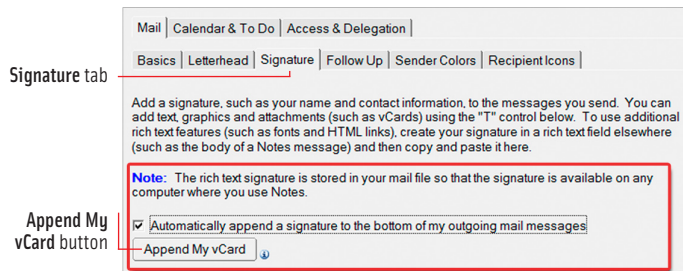 Mail Calendar & To Do Access & Delegation
Basics Letterhead Signature Follow Up Sender Colors Recipient Icons
Signature tab
Add a signature, such as your name and contact information, to the messages you send. You can
add text, graphics and attachments (such as vCards) using the "T" control below. To use additional
rich text features (such as fonts and HTML links), create your signature in a rich text field elsewhere
(such as the body of a Notes message) and then copy and paste it here.
Note: The rich text signature is stored in your mail file so that the signature is available on any
computer where you use Notes.
Append My
vCard button
Automatically append a signature to the bottom of my outgoing mail messages
Append My vCard